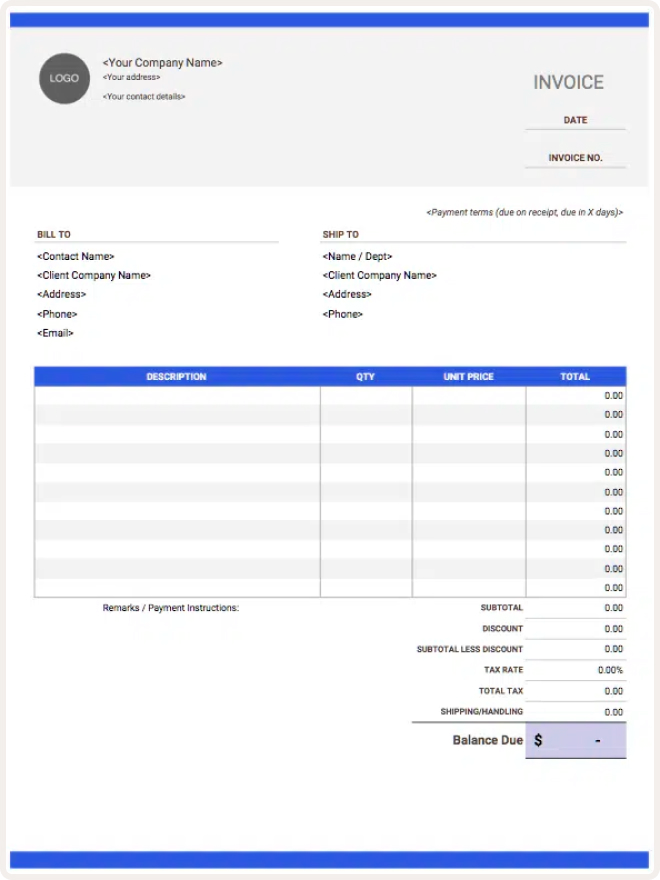 LOGO
<Your Company Name>
<Your address>
<Your contact details>
INVOICE
DATE
INVOICE NO.
<Payment terms (due on receipt, due in X days)>
BILL TO
<Contact Name>
<Client Company Name>
<Address>
<Phone>
<Email>
SHIP TO
<Name / Dept>
<Client Company Name>
<Address>
<Phone>
DESCRIPTION QTY UNIT PRICE TOTAL
0.00
0.00
0.00
0.00
0.00
0.00
0.00
0.00
0.00
0.00
0.00
Remarks / Payment Instructions:
SUBTOTAL 0.00
DISCOUNT 0.00
SUBTOTAL LESS DISCOUNT 0.00
TAX RATE 0.00%
TOTAL TAX 0.00
SHIPPING/HANDLING 0.00
Balance Due $ -